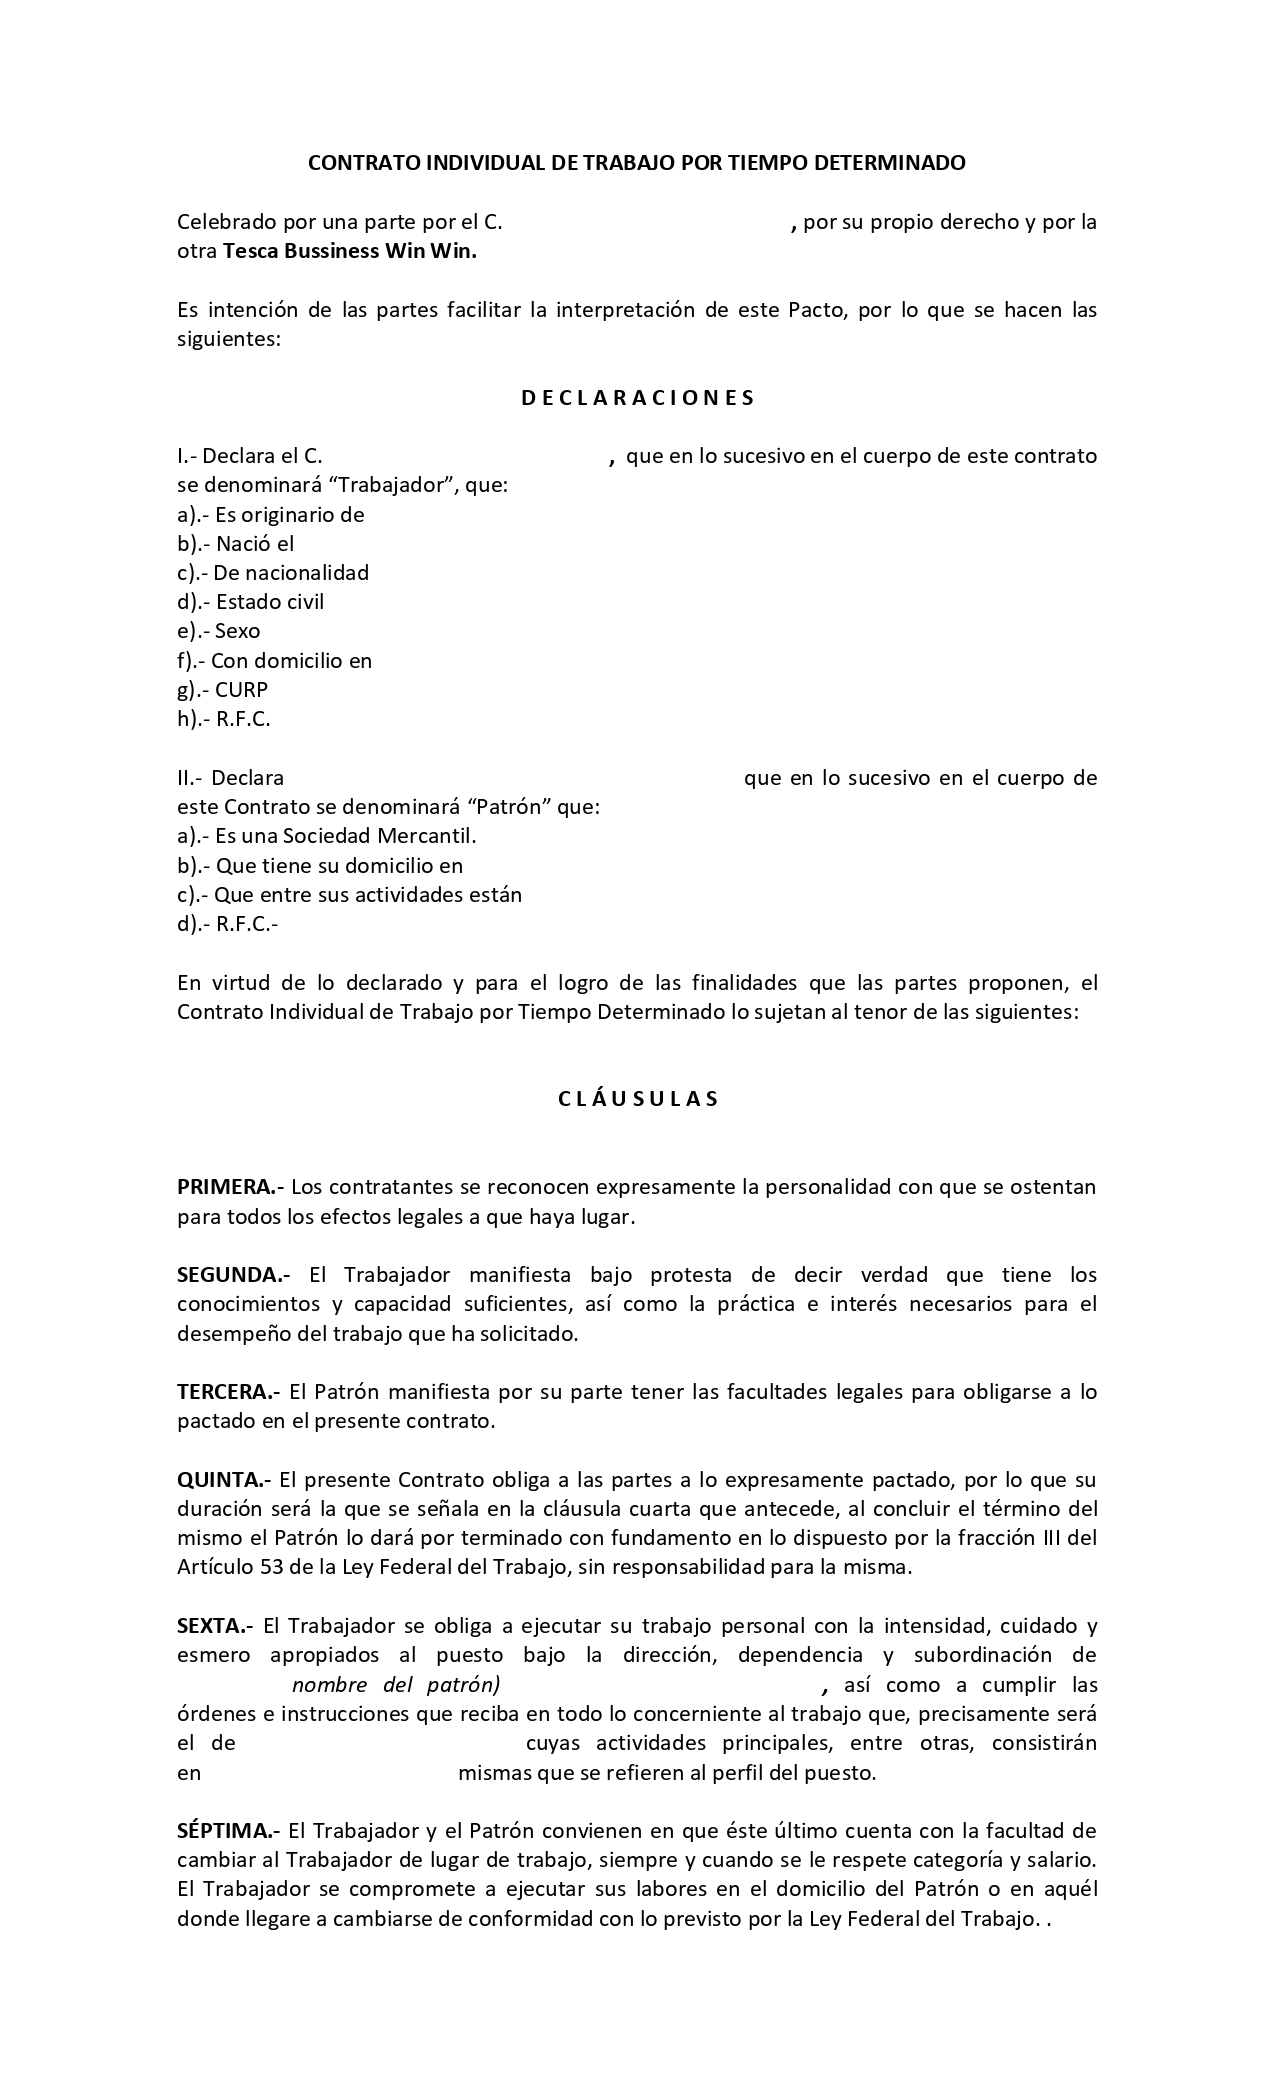 CONTRATO INDIVIDUAL DE TRABAJO POR TIEMPO DETERMINADO
Celebrado por una parte por el C. , por su propio derecho y por la
otra Tesca Bussiness Win Win.
Es intención de las partes facilitar la interpretación de este Pacto, por lo que se hacen las
siguientes:
D E C L A R A C I O N E S
I.- Declara el C. , que en lo sucesivo en el cuerpo de este contrato
se denominará “Trabajador”, que:
a).- Es originario de
b).- Nació el
c).- De nacionalidad
d).- Estado civil
e).- Sexo
f).- Con domicilio en
g).- CURP
h).- R.F.C.
II.- Declara que en lo sucesivo en el cuerpo de
este Contrato se denominará “Patrón” que:
a).- Es una Sociedad Mercantil.
b).- Que tiene su domicilio en
c).- Que entre sus actividades están
d).- R.F.C.-
En virtud de lo declarado y para el logro de las finalidades que las partes proponen, el
Contrato Individual de Trabajo por Tiempo Determinado lo sujetan al tenor de las siguientes:
C L Á U S U L A S
PRIMERA.- Los contratantes se reconocen expresamente la personalidad con que se ostentan
para todos los efectos legales a que haya lugar.
SEGUNDA.- El Trabajador manifiesta bajo protesta de decir verdad que tiene los
conocimientos y capacidad suficientes, así como la práctica e interés necesarios para el
desempeño del trabajo que ha solicitado.
TERCERA.- El Patrón manifiesta por su parte tener las facultades legales para obligarse a lo
pactado en el presente contrato.
QUINTA.- El presente Contrato obliga a las partes a lo expresamente pactado, por lo que su
duración será la que se señala en la cláusula cuarta que antecede, al concluir el término del
mismo el Patrón lo dará por terminado con fundamento en lo dispuesto por la fracción III del
Artículo 53 de la Ley Federal del Trabajo, sin responsabilidad para la misma.
SEXTA.- El Trabajador se obliga a ejecutar su trabajo personal con la intensidad, cuidado y
esmero apropiados al puesto bajo la dirección, dependencia y subordinación de
nombre del patrón) , así como a cumplir las
órdenes e instrucciones que reciba en todo lo concerniente al trabajo que, precisamente será
el de cuyas actividades principales, entre otras, consistirán
en mismas que se refieren al perfil del puesto.
SÉPTIMA.- El Trabajador y el Patrón convienen en que éste último cuenta con la facultad de
cambiar al Trabajador de lugar de trabajo, siempre y cuando se le respete categoría y salario.
El Trabajador se compromete a ejecutar sus labores en el domicilio del Patrón o en aquél
donde llegare a cambiarse de conformidad con lo previsto por la Ley Federal del Trabajo. .